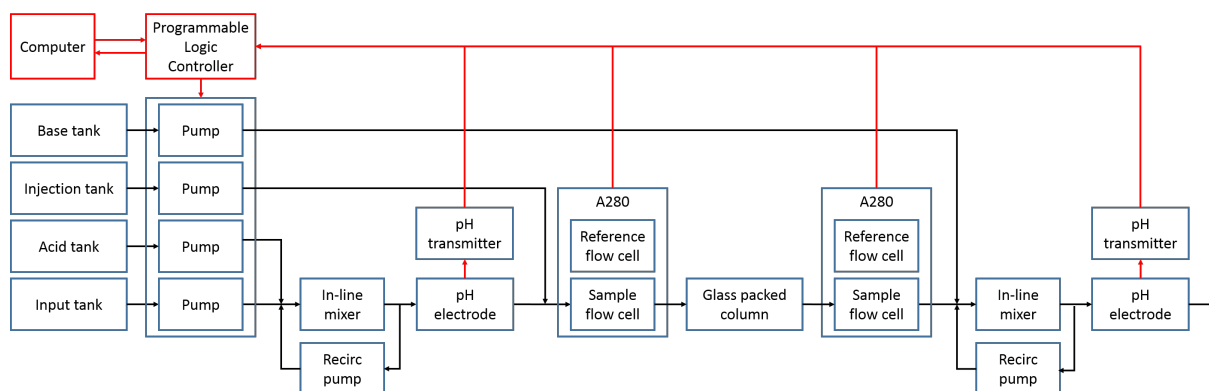 Computer
Programmable
Logic
Controller
Base tank
Pump
Injection tank
Pump
Acid tank
Pump
Input tank
Pump
In-line
mixer
Recirc
pump
pH
transmitter
pH
electrode
A280
Reference
flow cell
Sample
flow cell
Glass packed
column
A280
Reference
flow cell
Sample
flow cell
In-line
mixer
Recirc
pump
pH
transmitter
pH
electrode